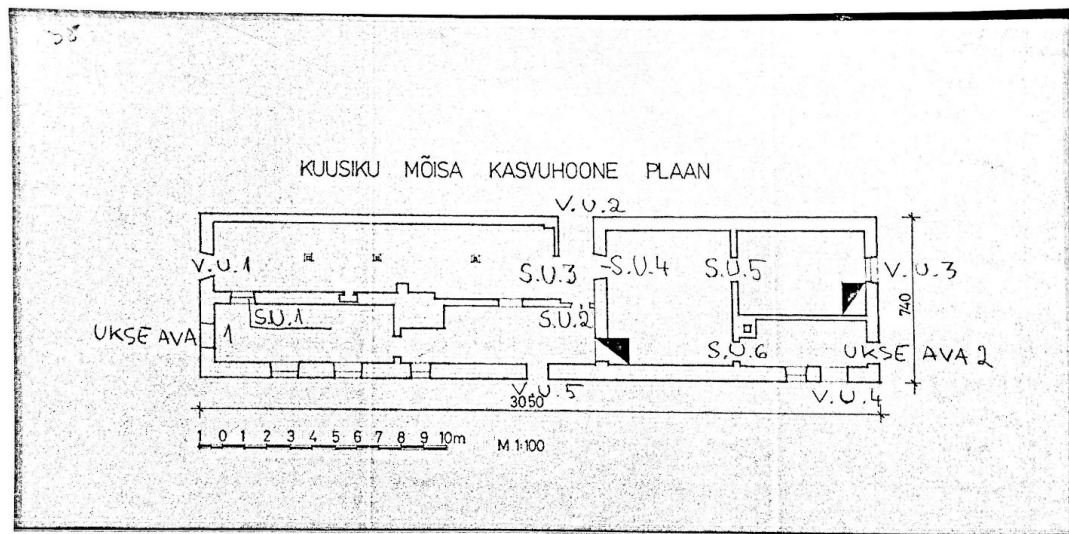 38
KUUSIKU MÕISA KASVUHOONE PLAAN
V.U.2
V.U.1
S.U.3
S.U.4
S.U.5
V.U.3
740
S.U.1
S.U.2
UKSE AVA 1
S.U.6
UKSE AVA 2
V.U.5
V.U.4
3050
1 0 1 2 3 4 5 6 7 8 9 10m
M 1:100